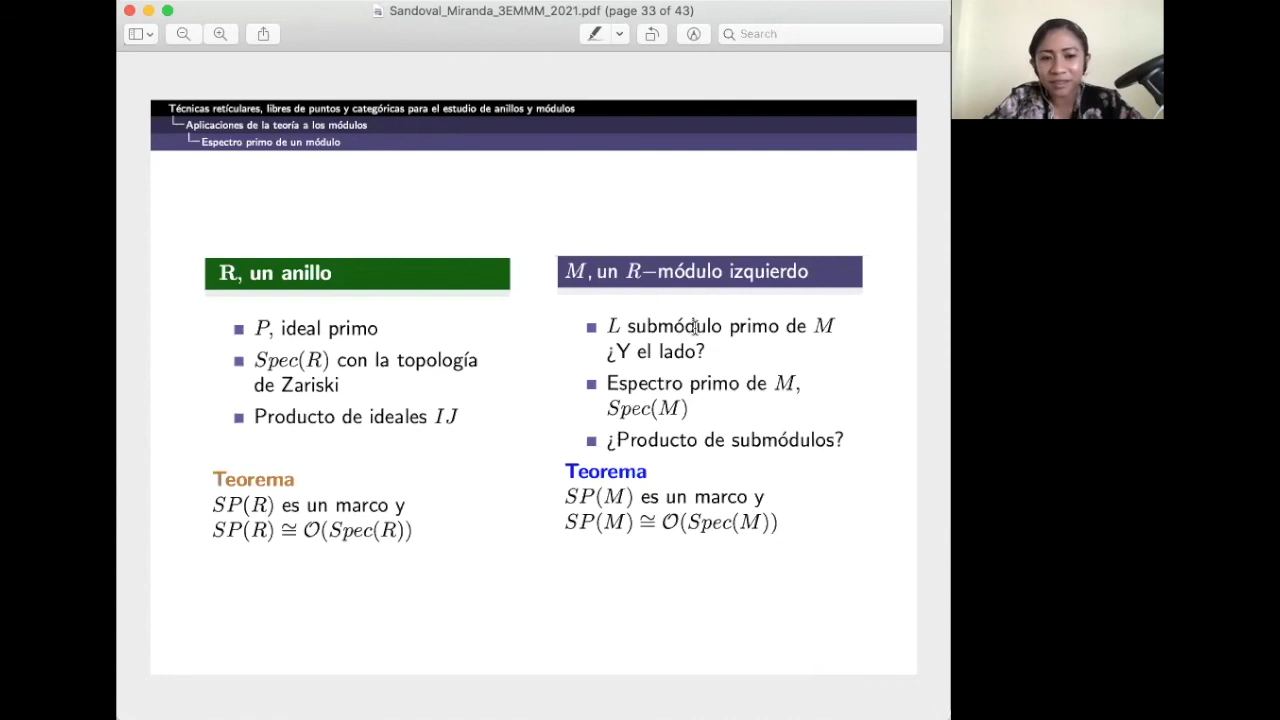 Sandoval_Miranda_3EMMM_2021.pdf (page 33 of 43)
Search
Técnicas retículares, libres de puntos y categóricas para el estudio de anillos y módulos
Aplicaciones de la teoría a los módulos
Espectro primo de un módulo
R, un anillo
P, ideal primo
Spec(R) con la topología
de Zariski
Producto de ideales IJ
Teorema
SP(R) es un marco y
SP(R) ≅ O(Spec(R))
M, un R−módulo izquierdo
L submódulo primo de M
¿Y el lado?
Espectro primo de M,
Spec(M)
¿Producto de submódulos?
Teorema
SP(M) es un marco y
SP(M) ≅ O(Spec(M))